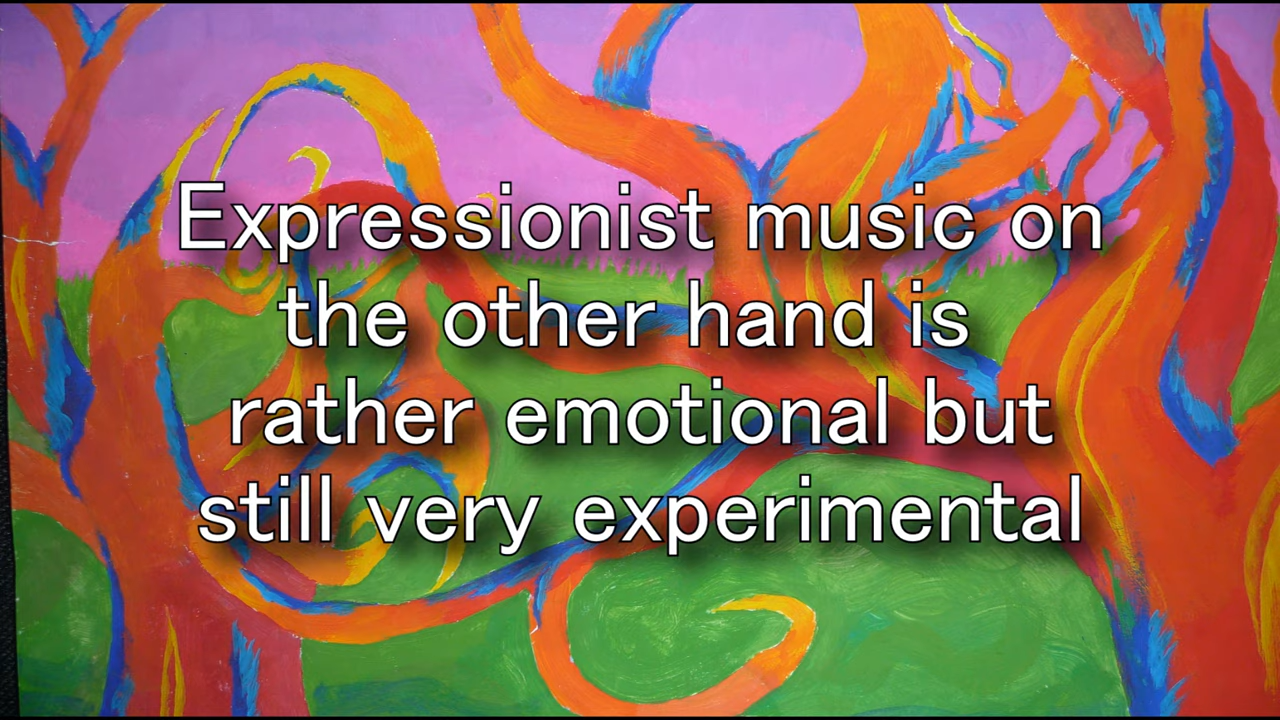 Expressionist music on
the other hand is
rather emotional but
still very experimental